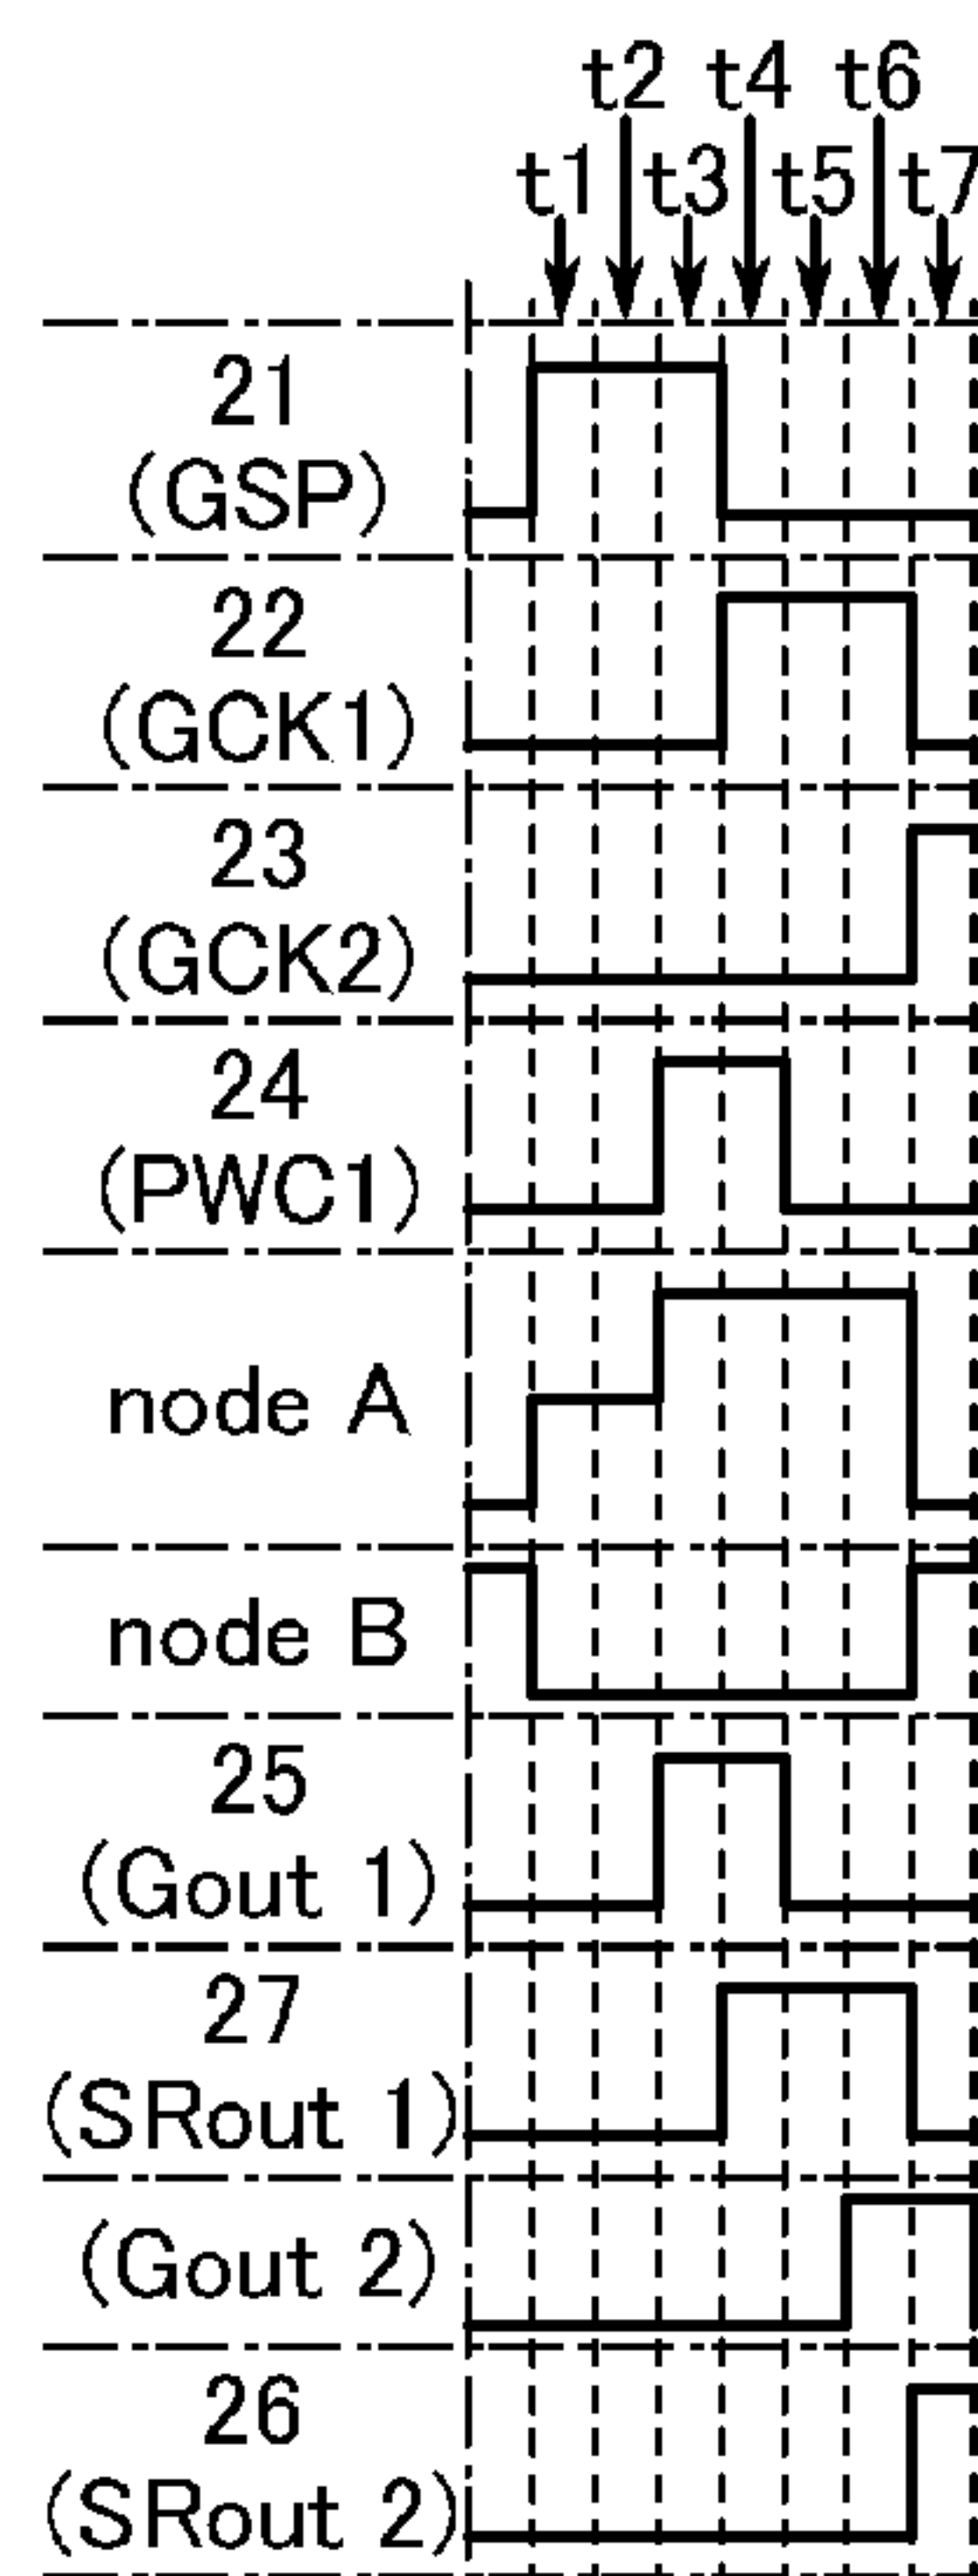 t2 t4 t6
t1 t3 t5 t7
21
(GSP)
22
(GCK1)
23
(GCK2)
24
(PWC1)
node A
node B
25
(Gout 1)
27
(SRout 1)
(Gout 2)
26
(SRout 2)